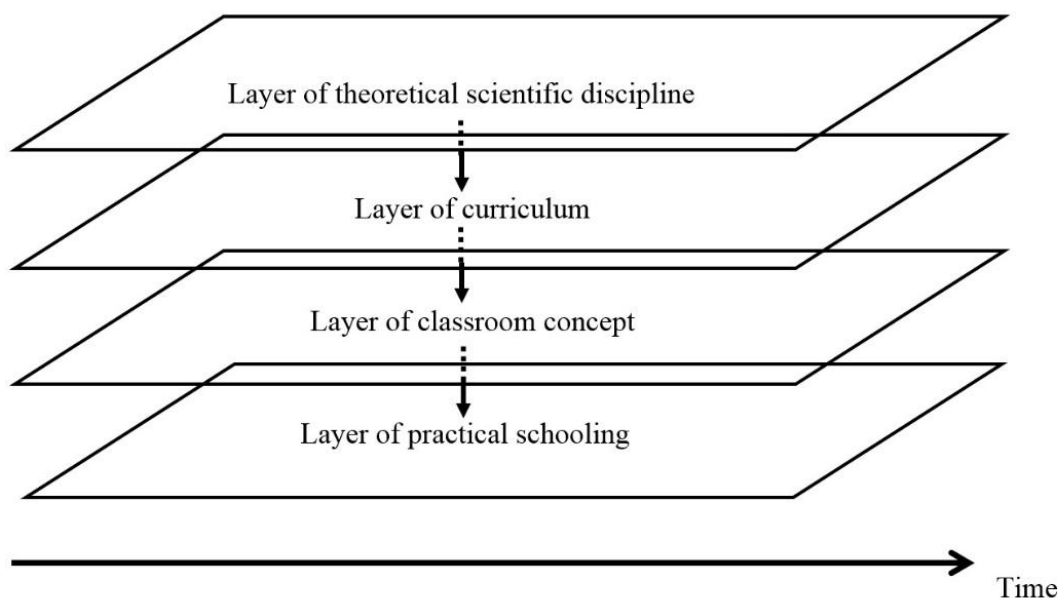 Layer of theoretical scientific discipline
Layer of curriculum
Layer of classroom concept
Layer of practical schooling
Time